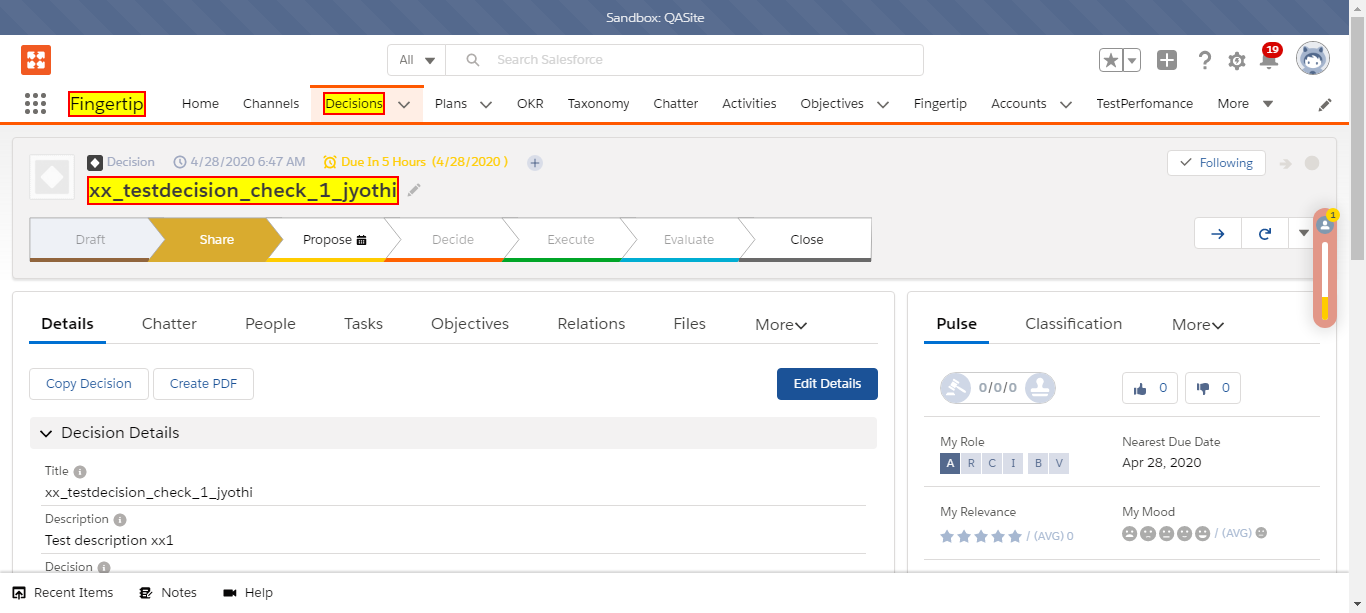 Sandbox: QASite
All Search Salesforce 19
Fingertip Home Channels Decisions Plans OKR Taxonomy Chatter Activities Objectives Fingertip Accounts TestPerfomance More
Decision 4/28/2020 6:47 AM Due In 5 Hours (4/28/2020 ) Following
xx_testdecision_check_1_jyothi
1
Draft Share Propose Decide Execute Evaluate Close
Details Chatter People Tasks Objectives Relations Files More
Pulse Classification More
Copy Decision Create PDF Edit Details
0/0/0 0 0
Decision Details
Title
xx_testdecision_check_1_jyothi
Description
Test description xx1
Decision
My Role Nearest Due Date
A R C I B V Apr 28, 2020
My Relevance My Mood
/ (AVG) 0 / (AVG)
Recent Items Notes Help